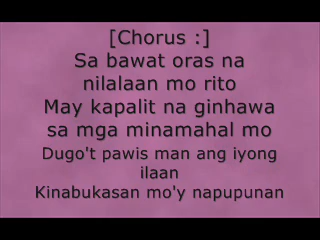 [Chorus :]
Sa bawat oras na
nilalaan mo rito
May kapalit na ginhawa
sa mga minamahal mo
Dugo't pawis man ang iyong
ilaan
Kinabukasan mo'y napupunan